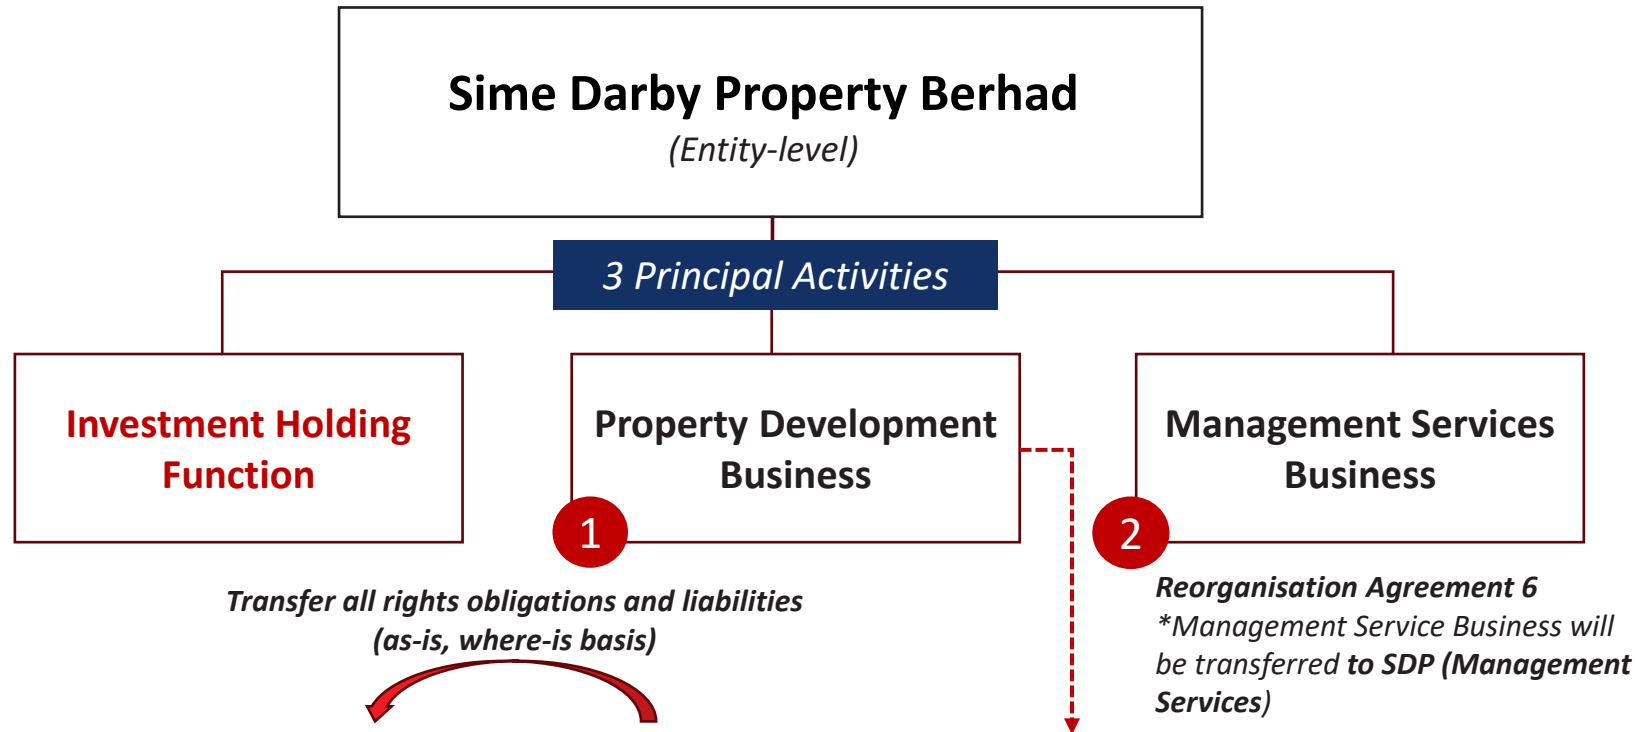 Sime Darby Property Berhad
(Entity-level)
3 Principal Activities
Investment Holding
Function
Property Development
Business
Management Services
Business
1
2
Transfer all rights obligations and liabilities
(as-is, where-is basis)
Reorganisation Agreement 6
*Management Service Business will
be transferred to SDP (Management
Services)